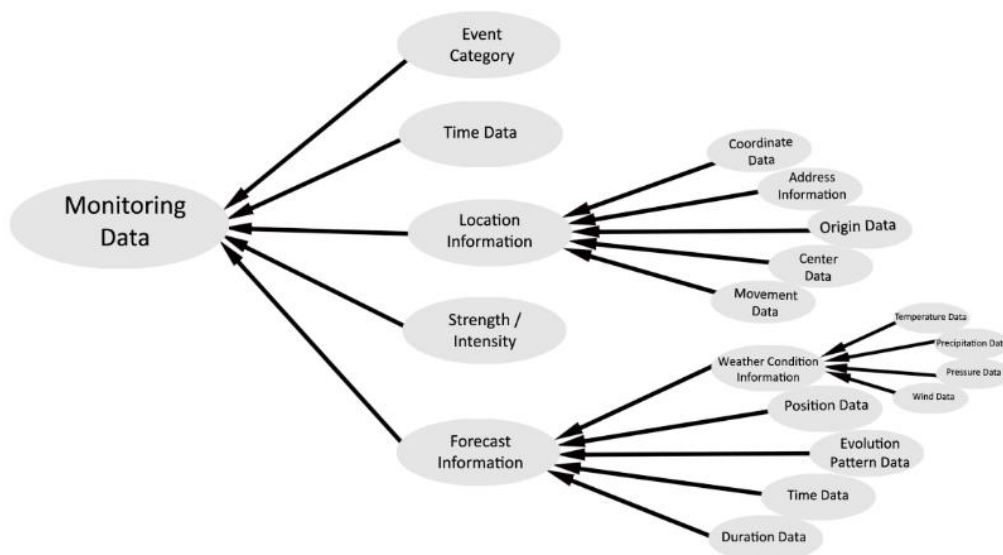 Event
Category
Time Data
Monitoring
Data
Location
Information
Coordinate
Data
Address
Information
Origin Data
Center
Data
Movement
Data
Strength /
Intensity
Forecast
Information
Weather Condition
Information
Temperature Data
Precipitation Dat
Pressure Data
Wind Data
Position Data
Evolution
Pattern Data
Time Data
Duration Data